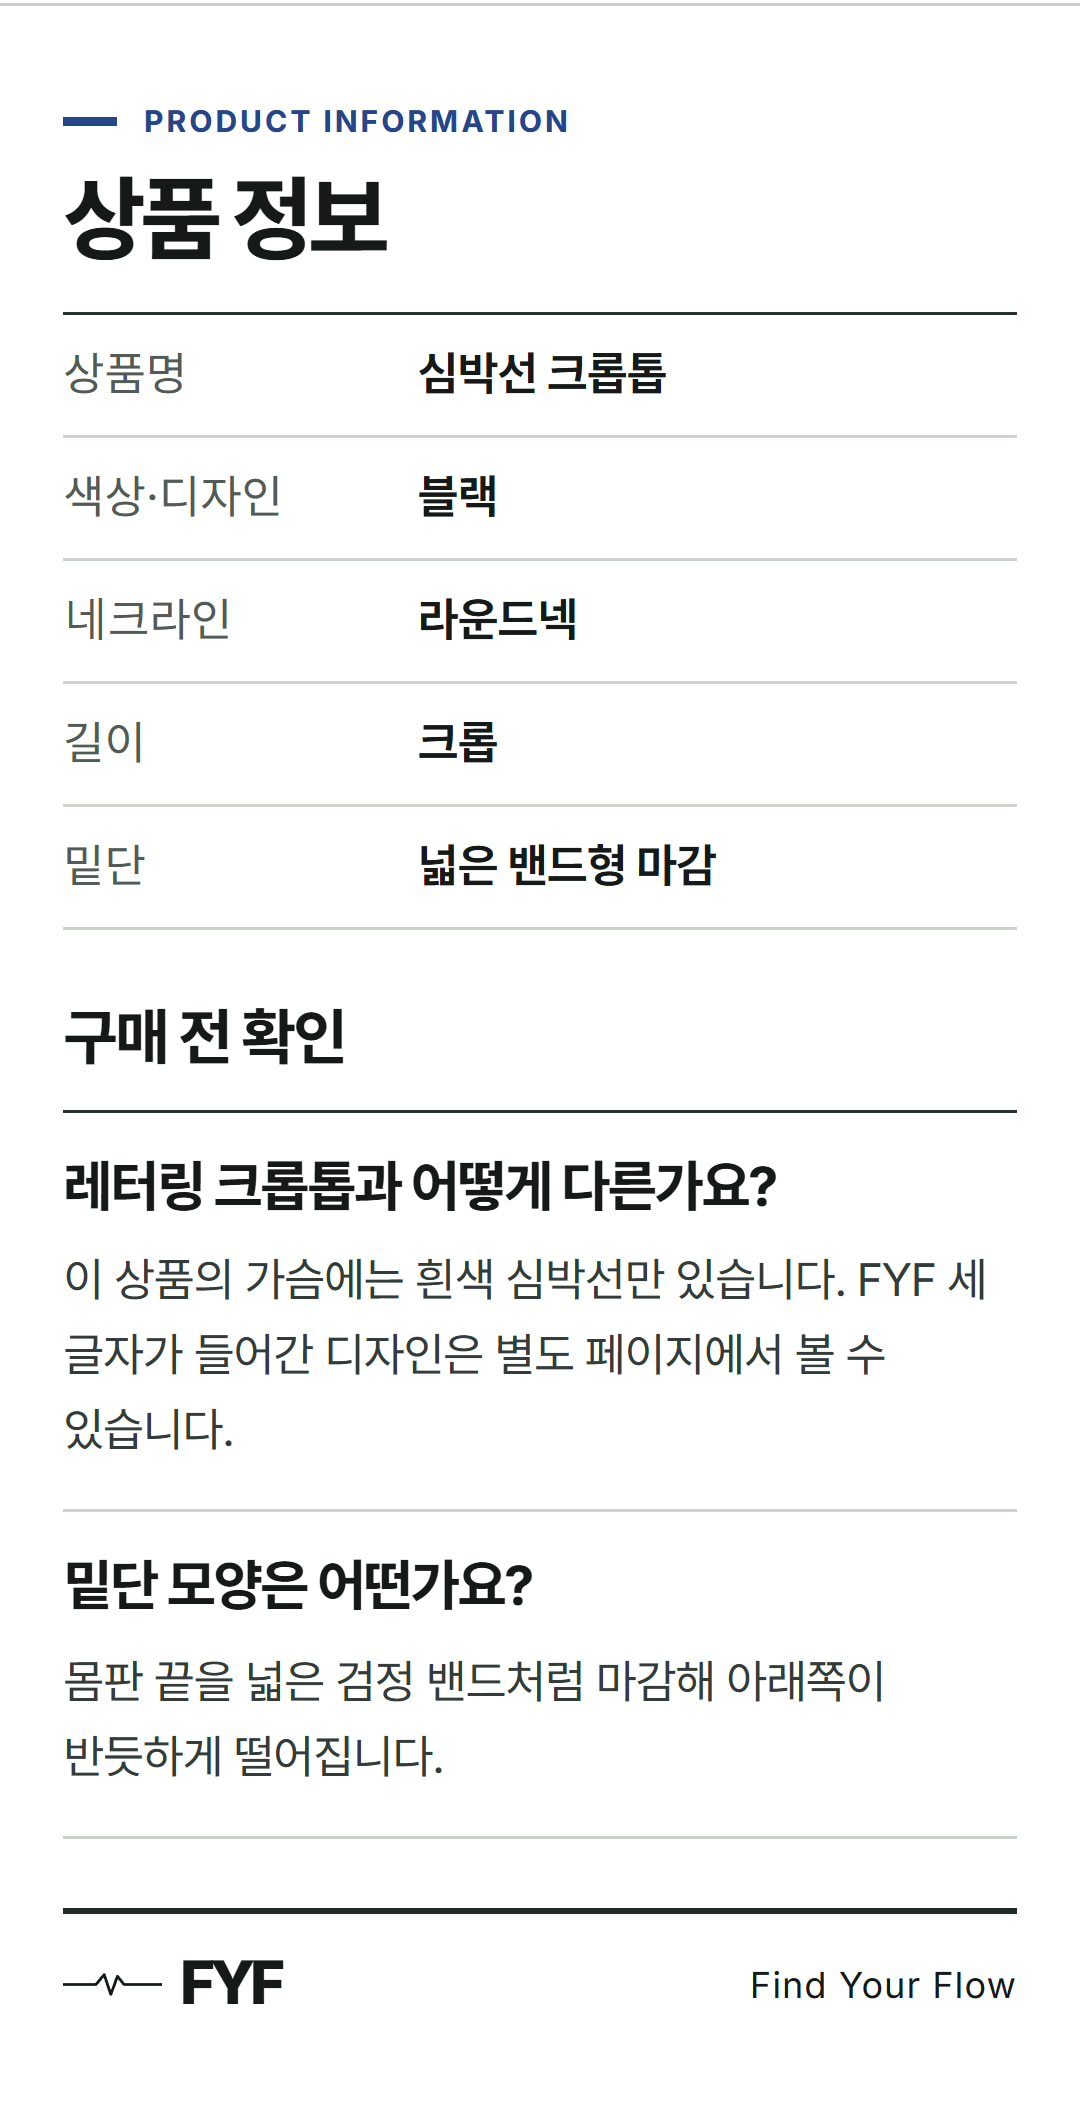 PRODUCT INFORMATION
상품 정보
상품명 심박선 크롭톱
색상·디자인 블랙
네크라인 라운드넥
길이 크롭
밑단 넓은 밴드형 마감
구매 전 확인
레터링 크롭톱과 어떻게 다른가요?
이 상품의 가슴에는 흰색 심박선만 있습니다. FYF 세
글자가 들어간 디자인은 별도 페이지에서 볼 수
있습니다.
밑단 모양은 어떤가요?
몸판 끝을 넓은 검정 밴드처럼 마감해 아래쪽이
반듯하게 떨어집니다.
FYF Find Your Flow